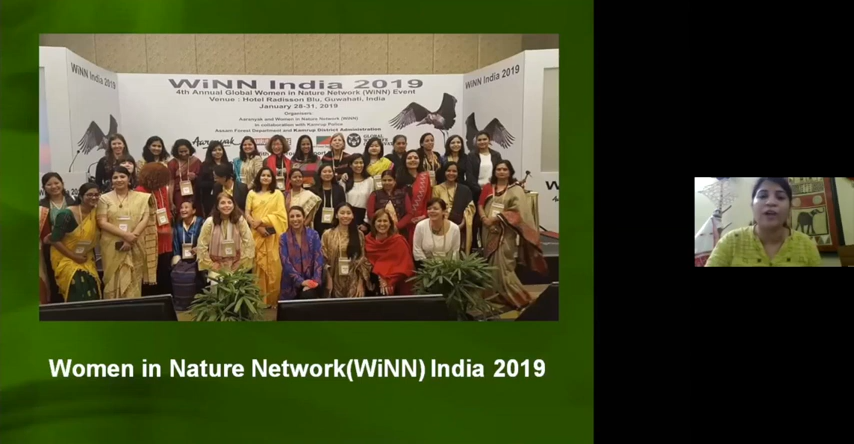 WiNN India 2019
WiNN India 2019
WiNN India 2019
4th Annual Global Women in Nature Network (WiNN) Event
Venue : Hotel Radisson Blu, Guwahati, India
January 28-31, 2019
Organisers:
Aaranyak and Women in Nature Network (WiNN)
In collaboration with Kamrup Police
Assam Forest Department and Kamrup District Administration
Aaranyak
GLOBAL
Women in Nature Network(WiNN) India 2019